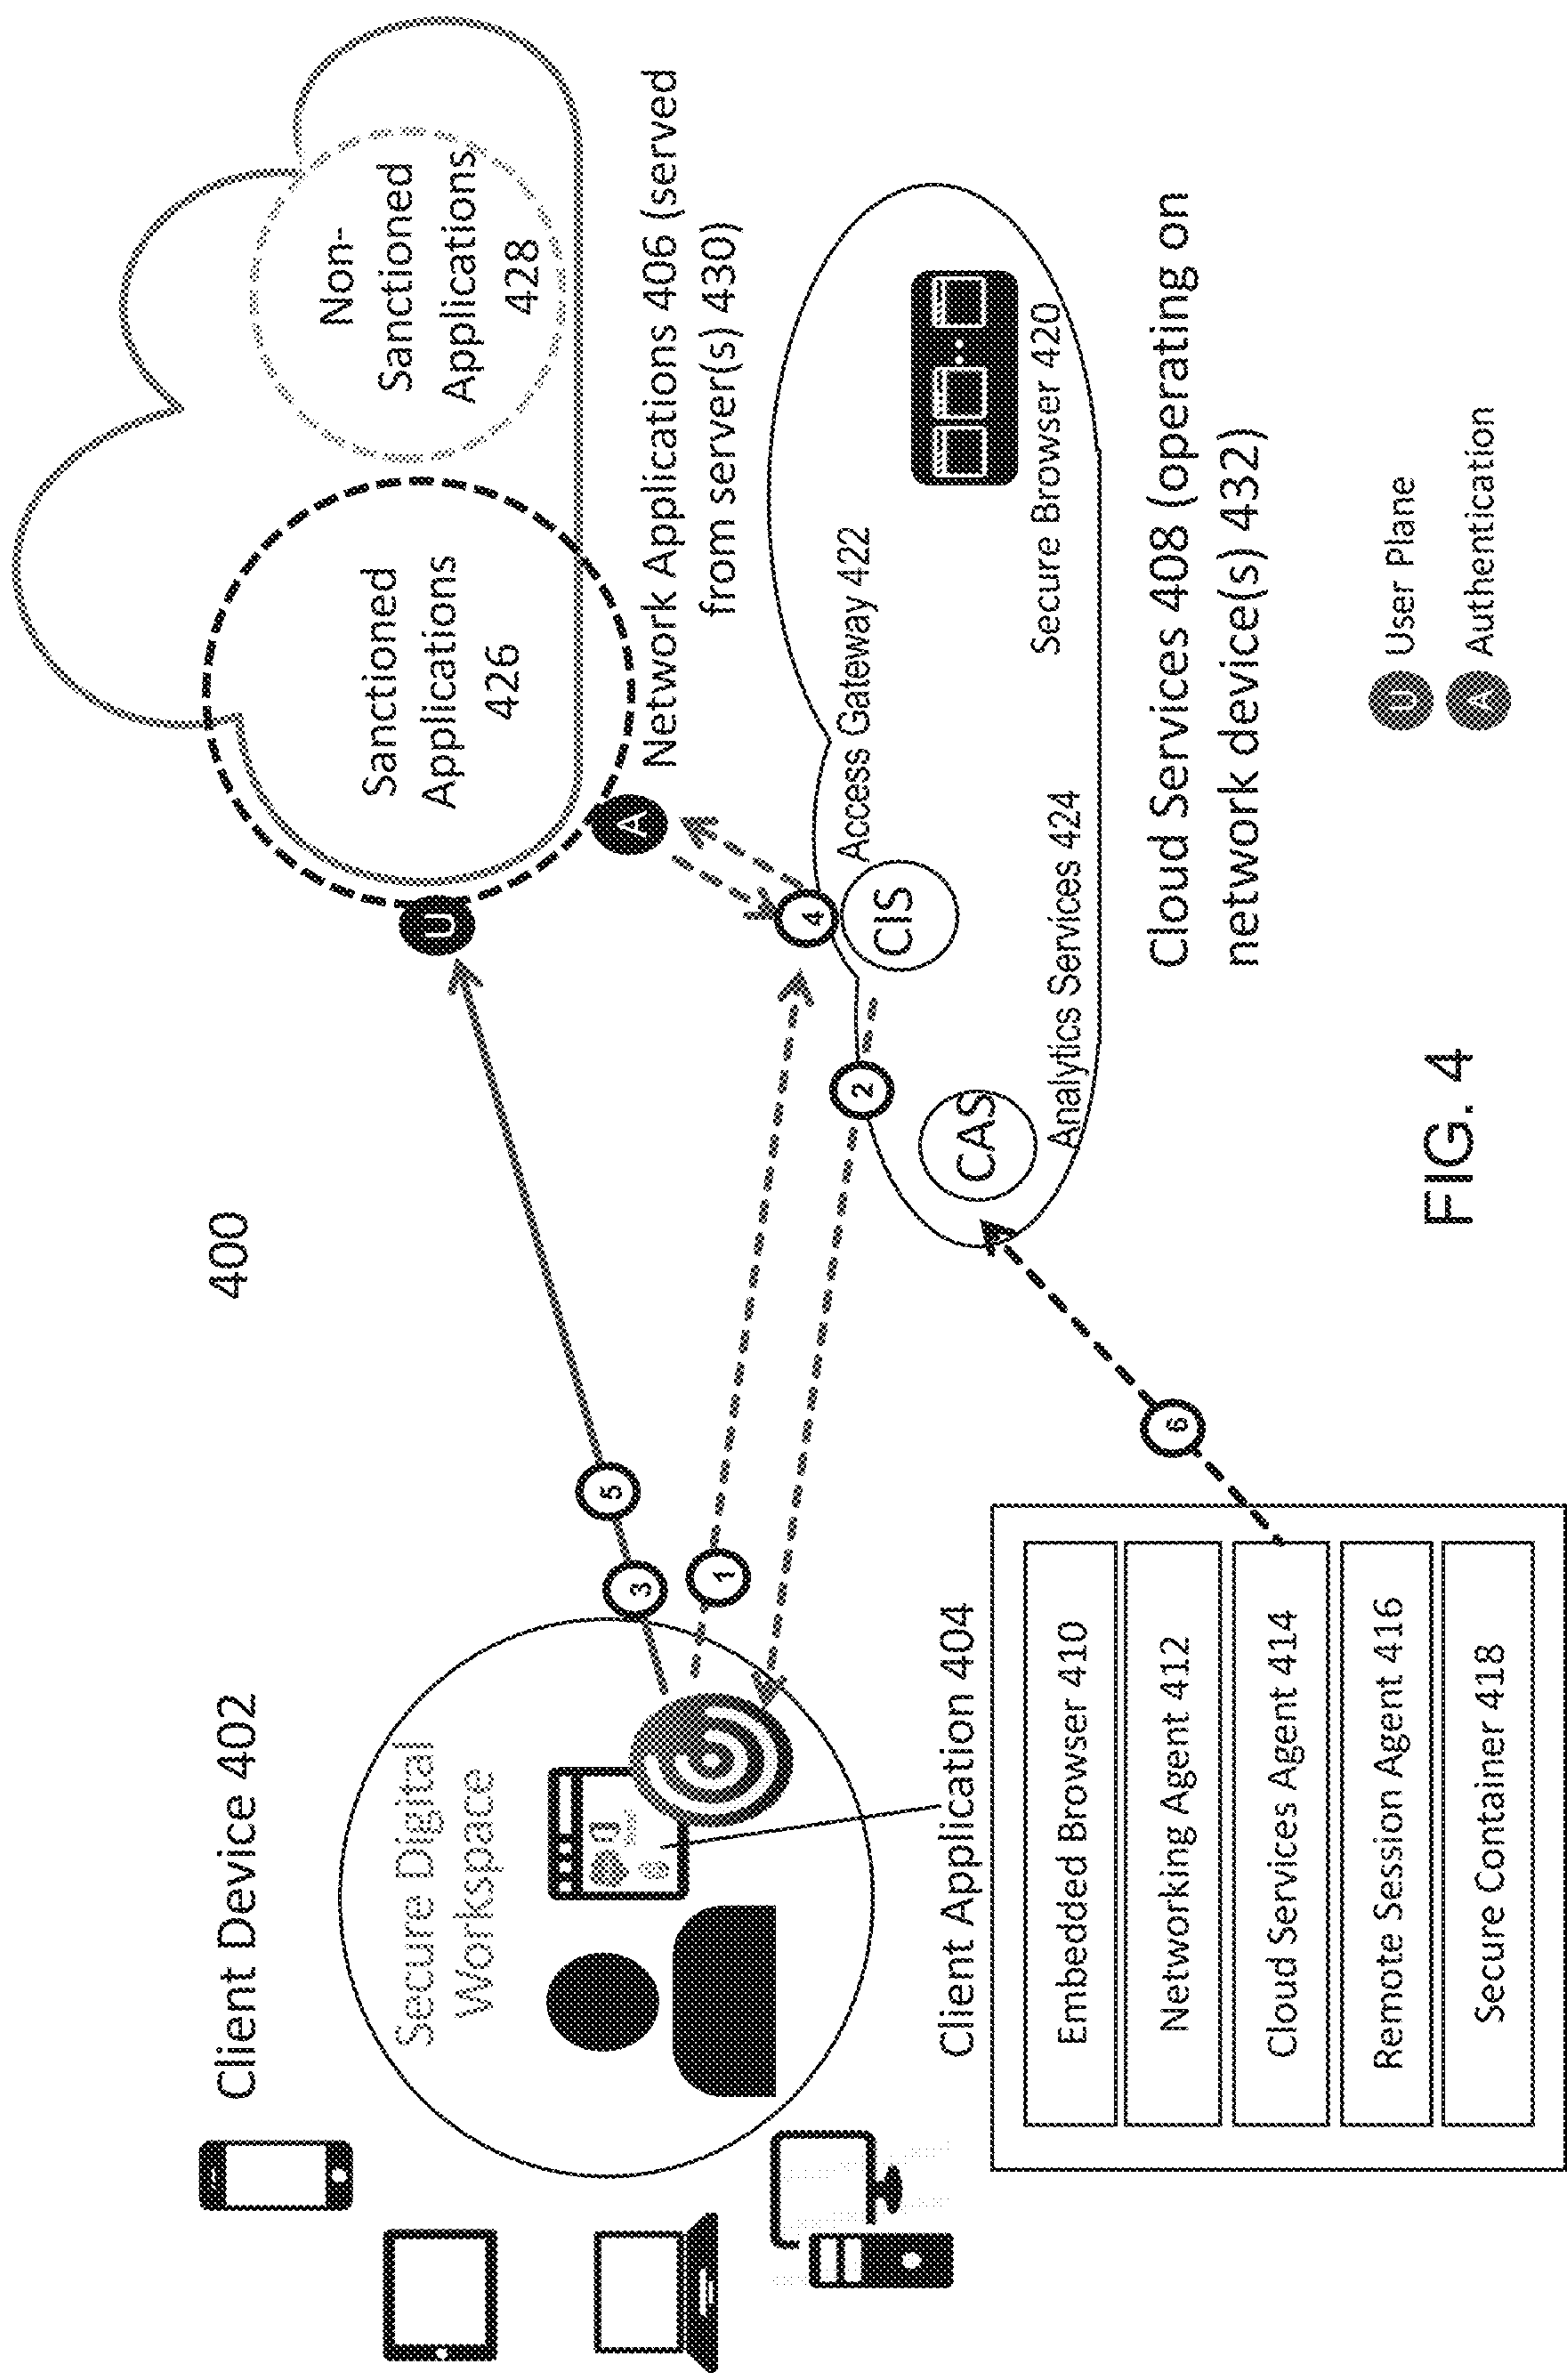 400
Client Device 402
Secure Digital
Workspace
3
5
1
2
4
6
U
A
Sanctioned
Applications
426
Non-
Sanctioned
Applications
428
Network Applications 406 (served
from server(s) 430)
Access Gateway 422
CIS
CAS
Analytics Services 424
Secure Browser 420
Cloud Services 408 (operating on
network device(s) 432)
Client Application 404
Embedded Browser 410
Networking Agent 412
Cloud Services Agent 414
Remote Session Agent 416
Secure Container 418
U User Plane
A Authentication
FIG. 4